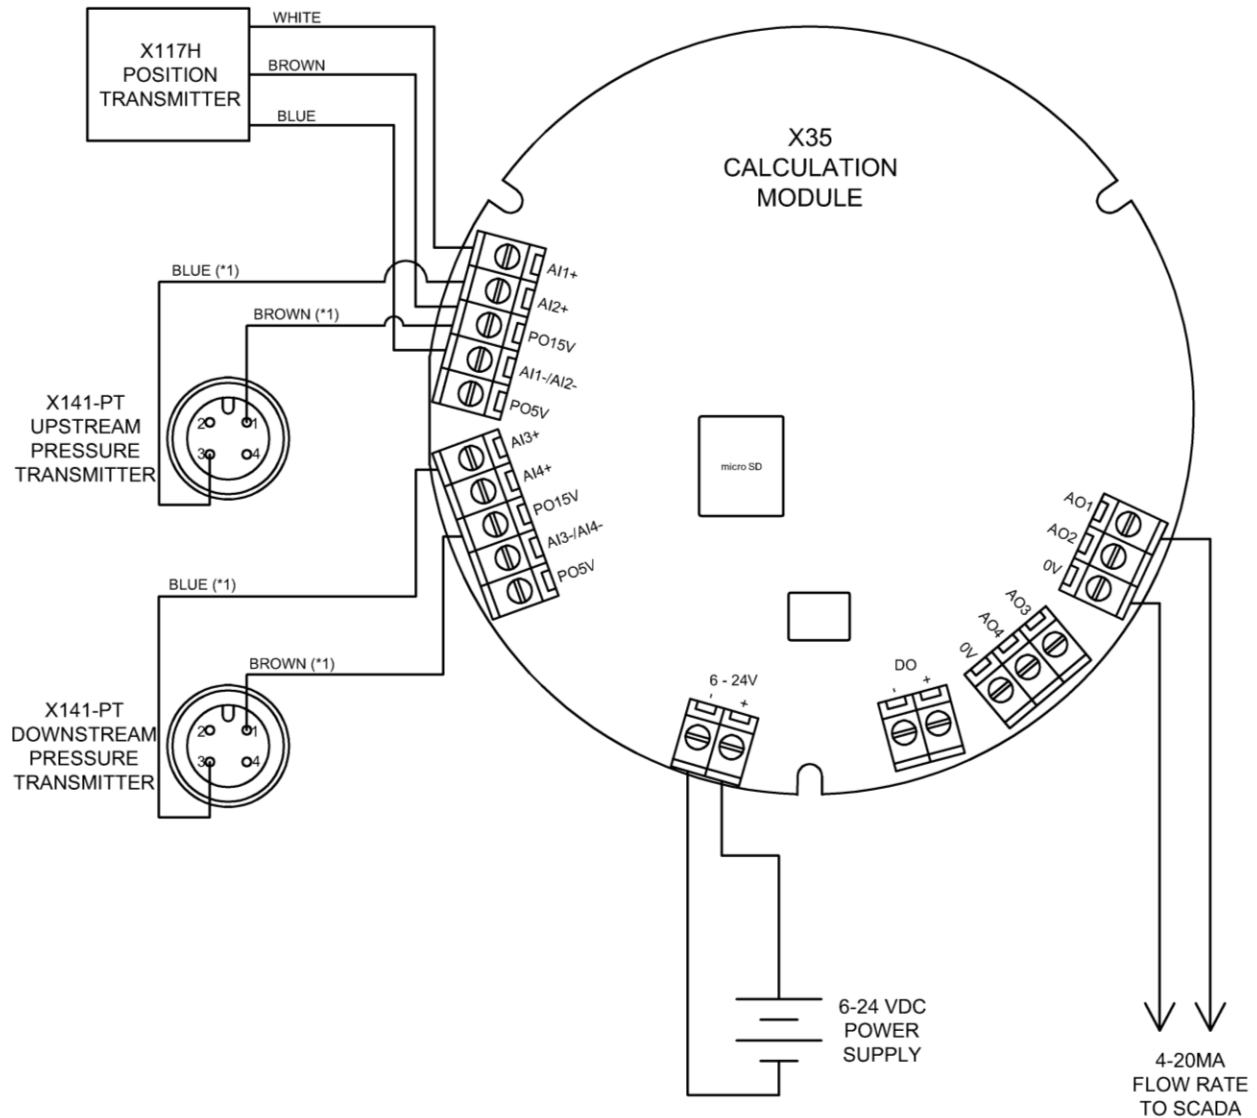 WHITE
X117H
POSITION
TRANSMITTER
BROWN
BLUE
X35
CALCULATION
MODULE
BLUE (*1)
BROWN (*1)
AI1+
AI2+
PO15V
AI1-/AI2-
PO5V
X141-PT
UPSTREAM
PRESSURE
TRANSMITTER
2 1
3 4
AI3+
AI4+
PO15V
AI3-/AI4-
PO5V
micro SD
AO1
AO2
0V
BLUE (*1)
BROWN (*1)
X141-PT
DOWNSTREAM
PRESSURE
TRANSMITTER
2 1
3 4
6 - 24V
- +
DO
- +
AO3
AO4
0V
6-24 VDC
POWER
SUPPLY
4-20MA
FLOW RATE
TO SCADA